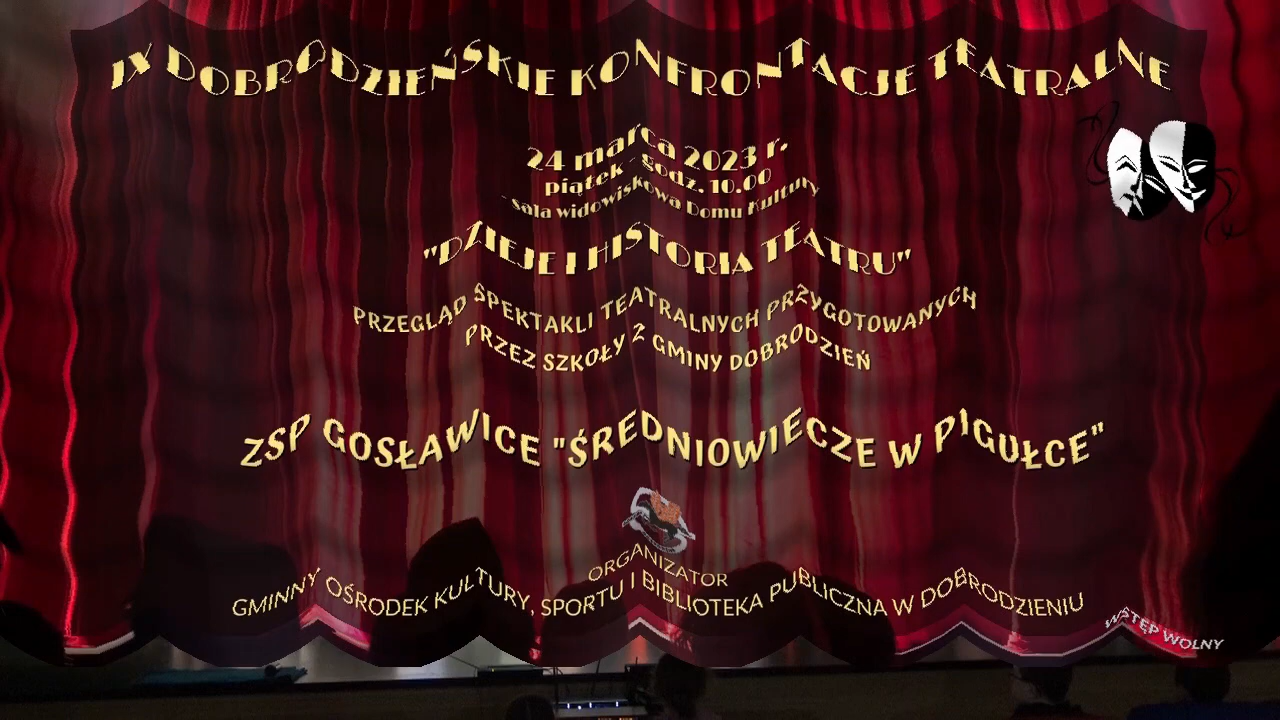 IX DOBRODZIEŃSKIE KONFRONTACJE TEATRALNE
24 marca 2023 r.
piątek - godz. 10.00
- sala widowiskowa Domu Kultury
"DZIEJE I HISTORIA TEATRU"
PRZEGLĄD SPEKTAKLI TEATRALNYCH PRZYGOTOWANYCH
PRZEZ SZKOŁY Z GMINY DOBRODZIEŃ
ZSP GOSŁAWICE "ŚREDNIOWIECZE W PIGUŁCE"
ORGANIZATOR
GMINNY OŚRODEK KULTURY, SPORTU I BIBLIOTEKA PUBLICZNA W DOBRODZIENIU
WSTĘP WOLNY